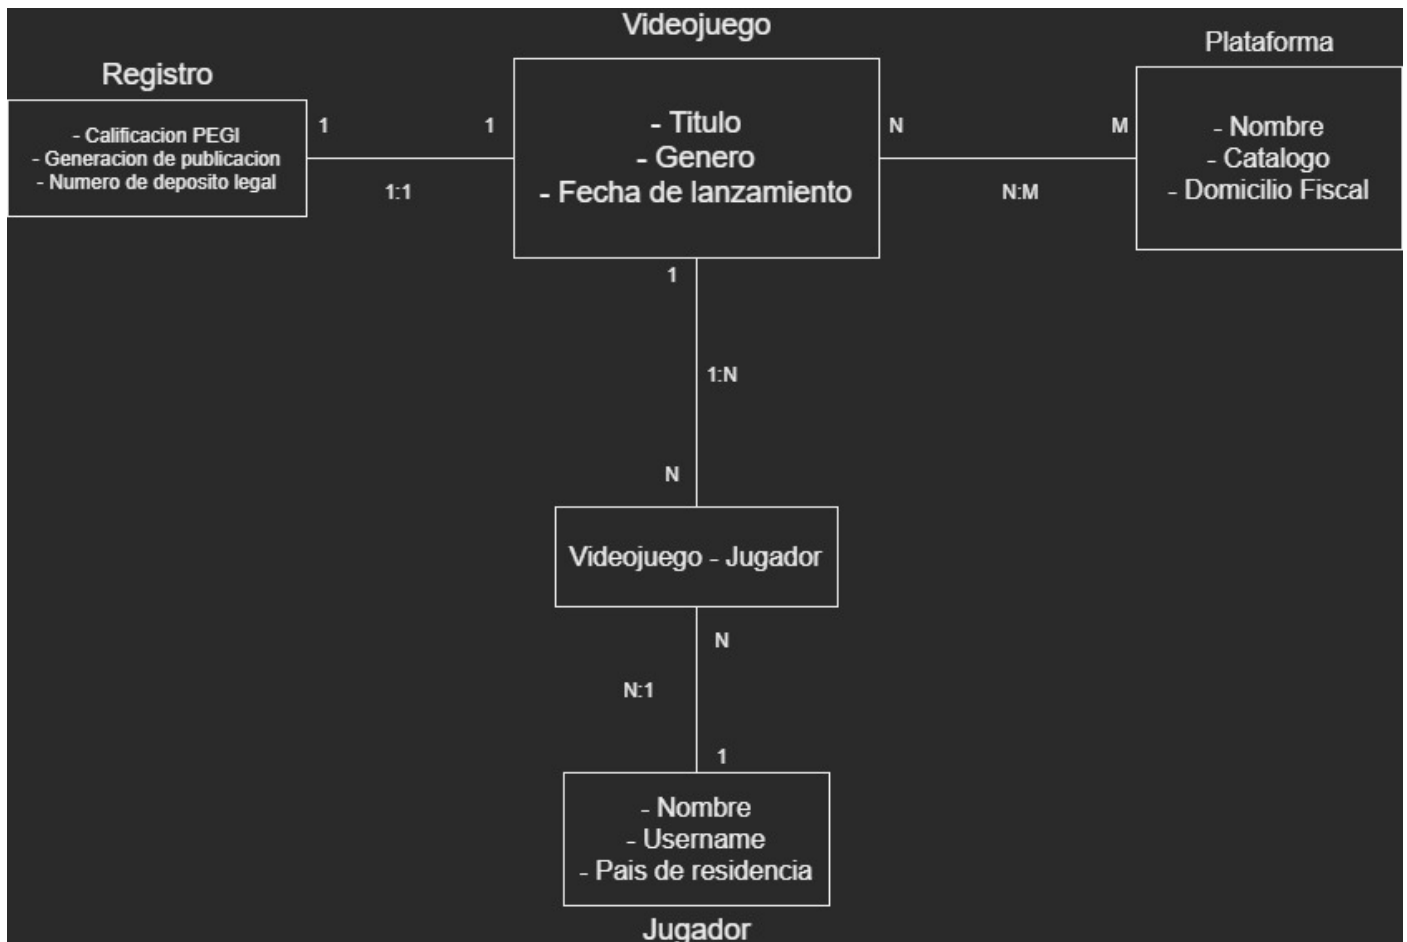 Videojuego
Plataforma
Registro
- Calificacion PEGI
- Generacion de publicacion
- Numero de deposito legal
1
1
1:1
- Titulo
- Genero
- Fecha de lanzamiento
N
M
N:M
- Nombre
- Catalogo
- Domicilio Fiscal
1
1:N
N
Videojuego - Jugador
N
N:1
1
- Nombre
- Username
- Pais de residencia
Jugador